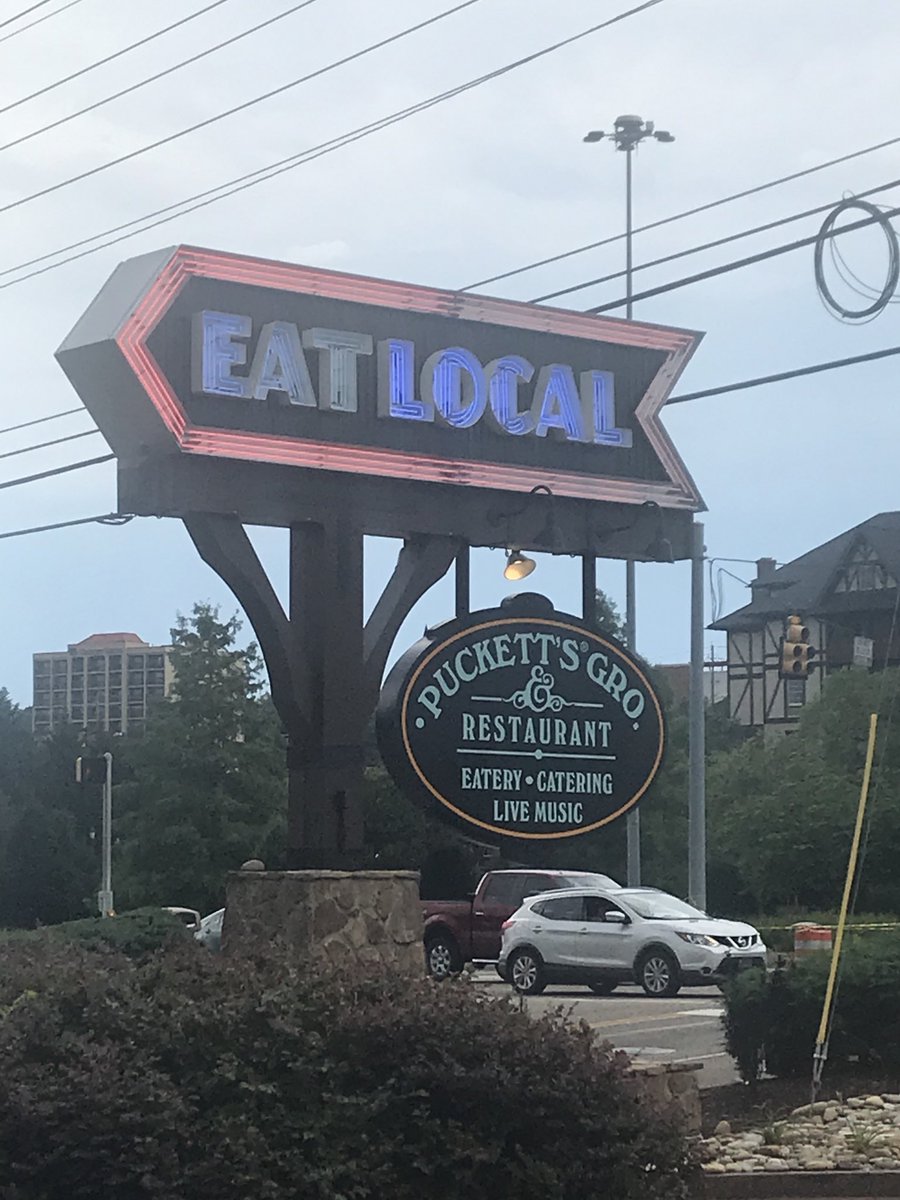 EAT LOCAL
PUCKETT'S® GRO
&
RESTAURANT
EATERY • CATERING
LIVE MUSIC